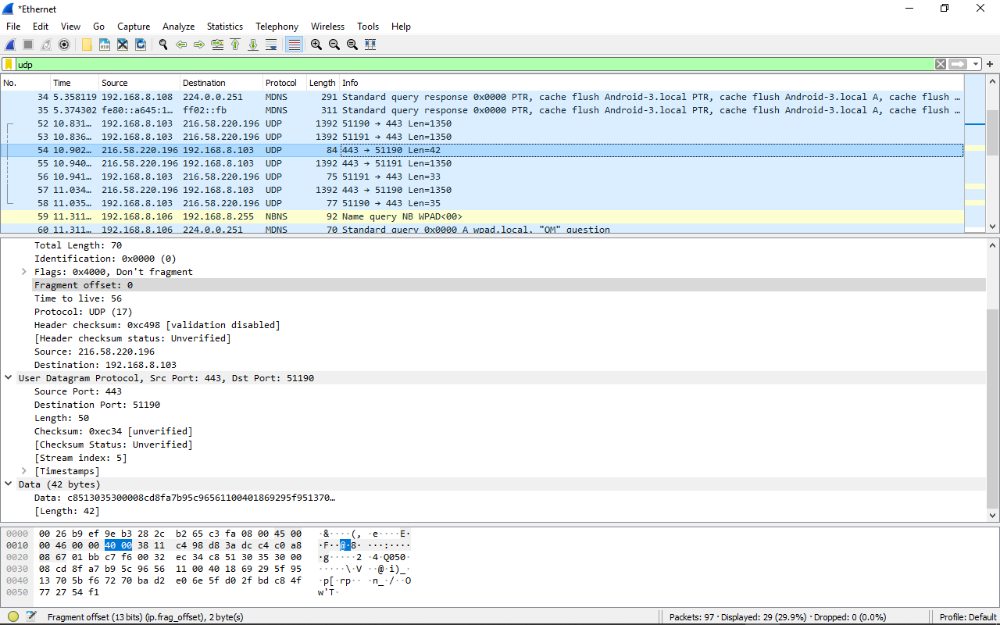 *Ethernet
File Edit View Go Capture Analyze Statistics Telephony Wireless Tools Help
udp
No. Time Source Destination Protocol Length Info
34 5.358119 192.168.8.108 224.0.0.251 MDNS 291 Standard query response 0x0000 PTR, cache flush Android-3.local PTR, cache flush Android-3.local A, cache flush …
35 5.374302 fe80::a645:1… ff02::fb MDNS 311 Standard query response 0x0000 PTR, cache flush Android-3.local PTR, cache flush Android-3.local A, cache flush …
52 10.831… 192.168.8.103 216.58.220.196 UDP 1392 51190 → 443 Len=1350
53 10.836… 192.168.8.103 216.58.220.196 UDP 1392 51191 → 443 Len=1350
54 10.902… 216.58.220.196 192.168.8.103 UDP 84 443 → 51190 Len=42
55 10.940… 216.58.220.196 192.168.8.103 UDP 1392 443 → 51191 Len=1350
56 10.941… 192.168.8.103 216.58.220.196 UDP 75 51191 → 443 Len=33
57 11.034… 216.58.220.196 192.168.8.103 UDP 1392 443 → 51190 Len=1350
58 11.035… 192.168.8.103 216.58.220.196 UDP 77 51190 → 443 Len=35
59 11.311… 192.168.8.106 192.168.8.255 NBNS 92 Name query NB WPAD<00>
60 11.311… 192.168.8.106 224.0.0.251 MDNS 70 Standard query 0x0000 A wpad.local, "QM" question
Total Length: 70
Identification: 0x0000 (0)
Flags: 0x4000, Don't fragment
Fragment offset: 0
Time to live: 56
Protocol: UDP (17)
Header checksum: 0xc498 [validation disabled]
[Header checksum status: Unverified]
Source: 216.58.220.196
Destination: 192.168.8.103
User Datagram Protocol, Src Port: 443, Dst Port: 51190
Source Port: 443
Destination Port: 51190
Length: 50
Checksum: 0xec34 [unverified]
[Checksum Status: Unverified]
[Stream index: 5]
[Timestamps]
Data (42 bytes)
Data: c8513035300008cd8fa7b95c96561100401869295f951370…
[Length: 42]
0000 00 26 b9 ef 9e b3 28 2c b2 65 c3 fa 08 00 45 00 ·&····(, ·e····E·
0010 00 46 00 00 40 00 38 11 c4 98 d8 3a dc c4 c0 a8 ·F··@·8· ···:····
0020 08 67 01 bb c7 f6 00 32 ec 34 c8 51 30 35 30 00 ·g·····2 ·4·Q050·
0030 08 cd 8f a7 b9 5c 96 56 11 00 40 18 69 29 5f 95 ·····\·V ··@·i)_·
0040 13 70 5b f6 72 70 ba d2 e0 6e 5f d0 2f bd c8 4f ·p[·rp·· ·n_·/··O
0050 77 27 54 f1 w'T·
Fragment offset (13 bits) (ip.frag_offset), 2 byte(s) Packets: 97 · Displayed: 29 (29.9%) · Dropped: 0 (0.0%) Profile: Default